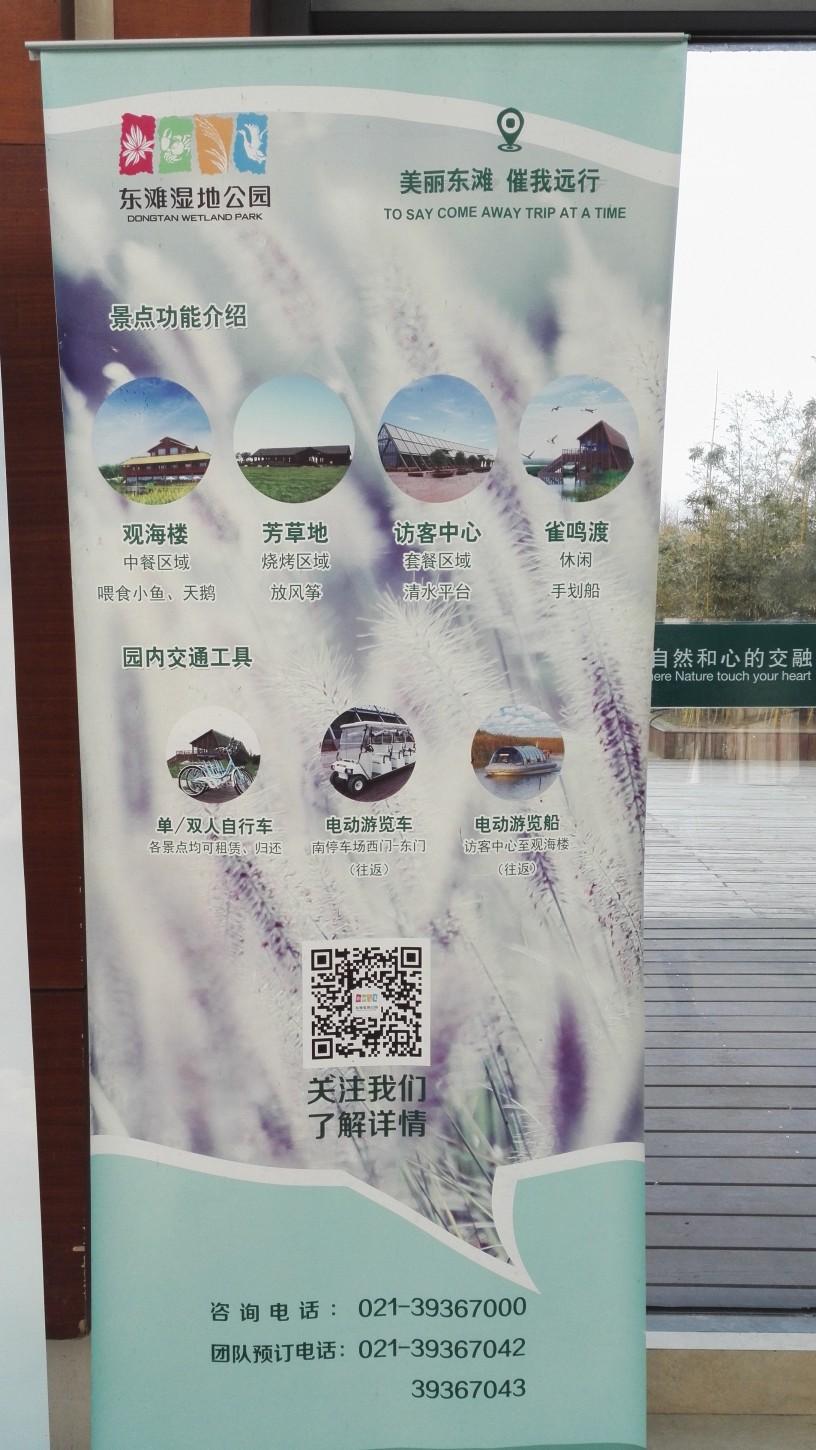 东滩湿地公园
DONGTAN WETLAND PARK
美丽东滩 催我远行
TO SAY COME AWAY TRIP AT A TIME
景点功能介绍
观海楼
中餐区域
喂食小鱼、天鹅
芳草地
烧烤区域
放风筝
访客中心
套餐区域
清水平台
雀鸣渡
休闲
手划船
园内交通工具
单/双人自行车
各景点均可租赁、归还
电动游览车
南停车场西门-东门
(往返)
电动游览船
访客中心至观海楼
(往返)
关注我们
了解详情
咨询电话：021-39367000
团队预订电话：021-39367042
39367043
自然和心的交融
here Nature touch your heart